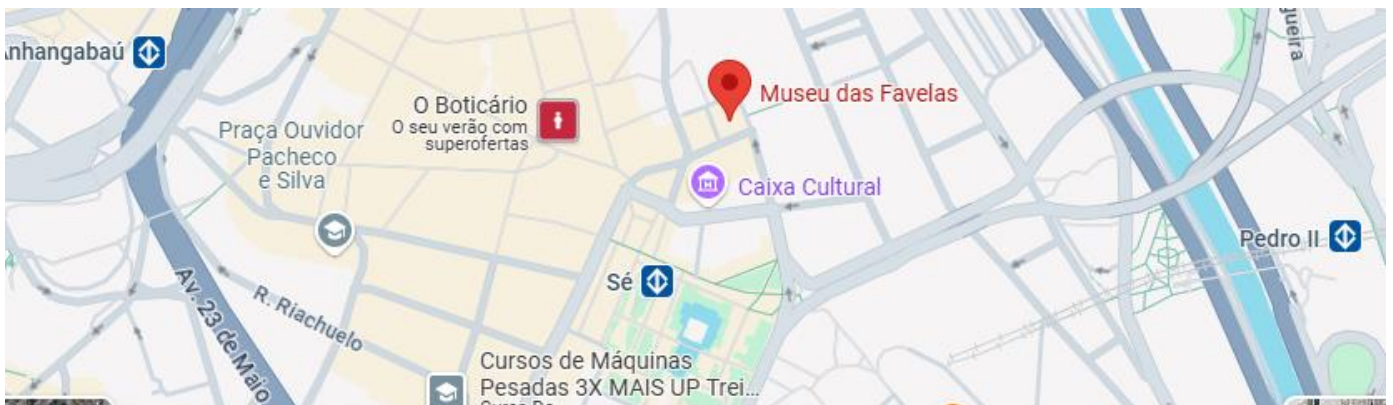 Anhangabaú
O Boticário
O seu verão com
superofertas
Praça Ouvidor
Pacheco
e Silva
Museu das Favelas
Caixa Cultural
Pedro II
Sé
Av. 23 de Maio
R. Riachuelo
Cursos de Máquinas
Pesadas 3X MAIS UP Trei...